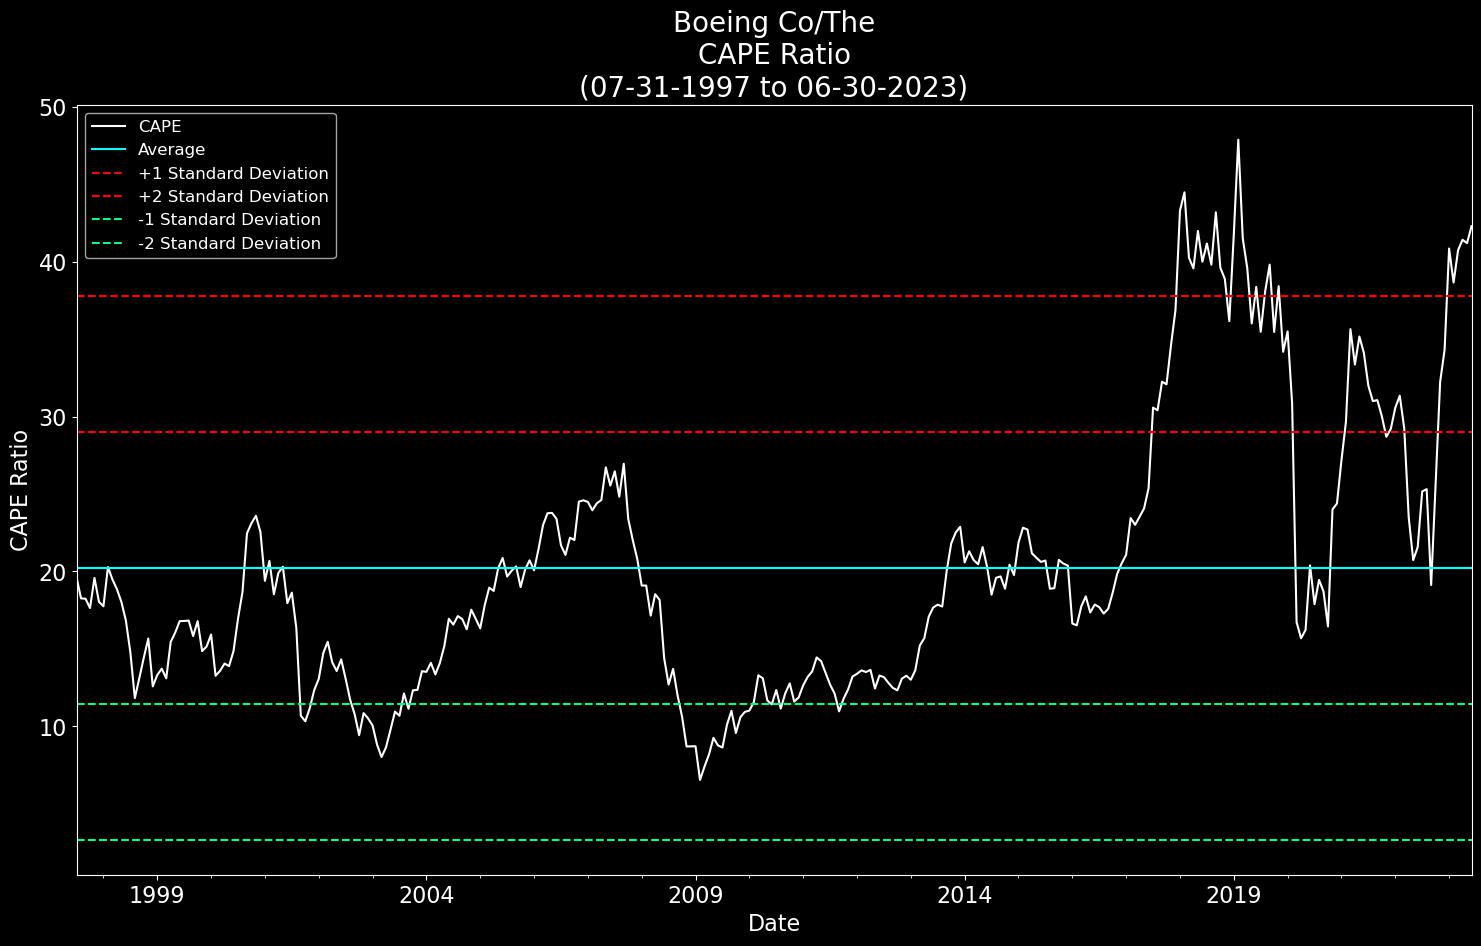 Boeing Co/The
CAPE Ratio
(07-31-1997 to 06-30-2023)
CAPE
Average
+1 Standard Deviation
+2 Standard Deviation
-1 Standard Deviation
-2 Standard Deviation
50
40
30
20
10
CAPE Ratio
1999
2004
2009
2014
2019
Date